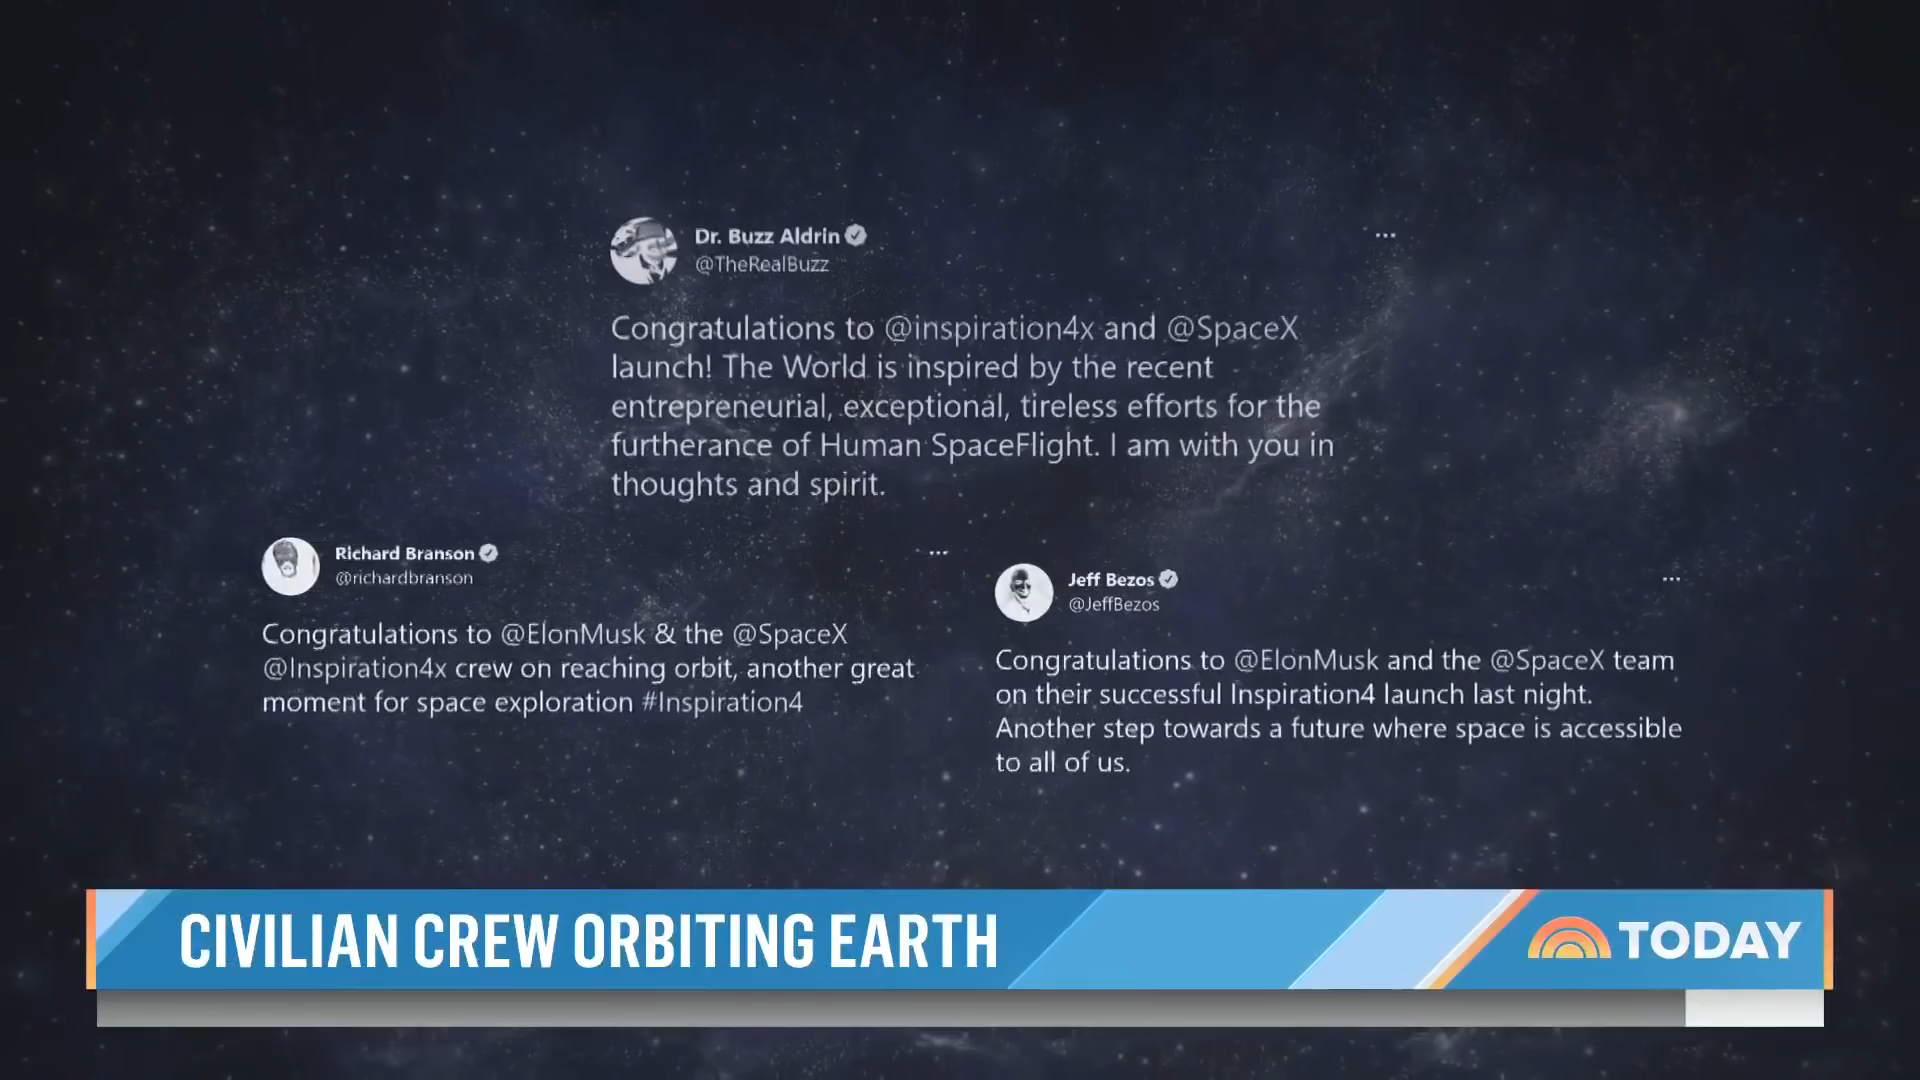 Dr. Buzz Aldrin
@TheRealBuzz
Congratulations to @inspiration4x and @SpaceX
launch! The World is inspired by the recent
entrepreneurial, exceptional, tireless efforts for the
furtherance of Human SpaceFlight. I am with you in
thoughts and spirit.
Richard Branson
@richardbranson
Congratulations to @ElonMusk & the @SpaceX
@Inspiration4x crew on reaching orbit, another great
moment for space exploration #Inspiration4
Jeff Bezos
@JeffBezos
Congratulations to @ElonMusk and the @SpaceX team
on their successful Inspiration4 launch last night.
Another step towards a future where space is accessible
to all of us.
CIVILIAN CREW ORBITING EARTH
TODAY